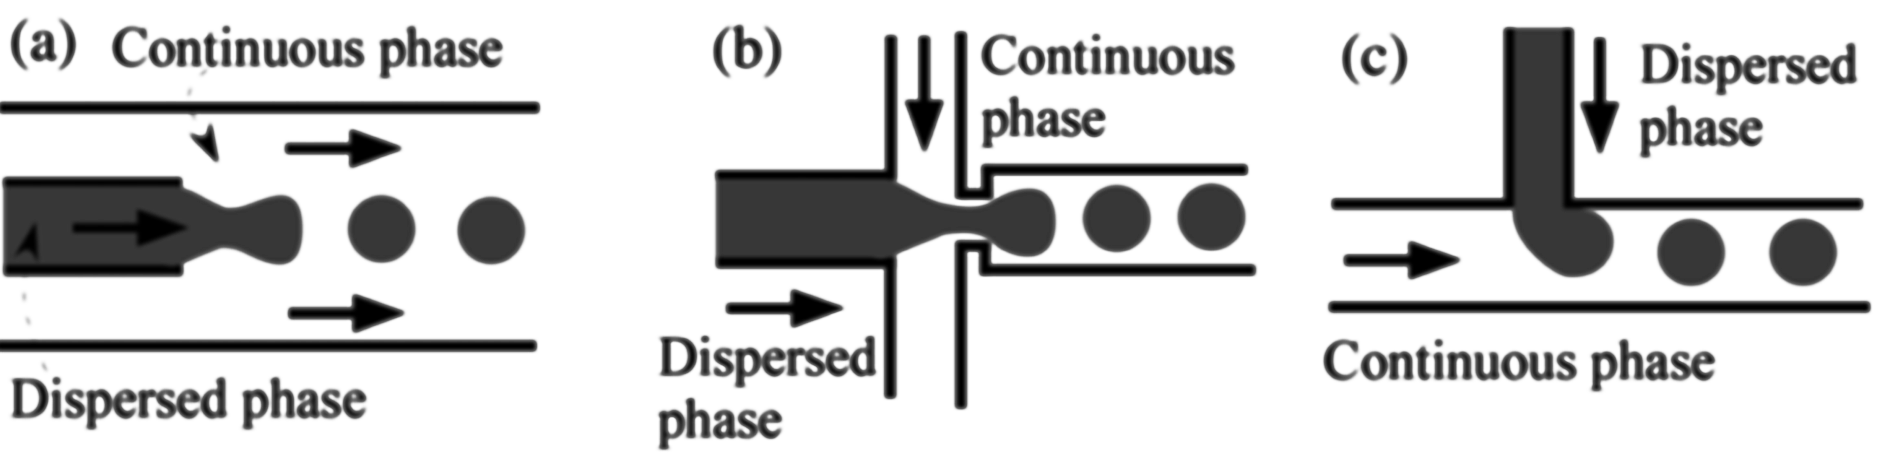 (a) Continuous phase
Dispersed phase
(b) Continuous
phase
Dispersed
phase
(c) Dispersed
phase
Continuous phase